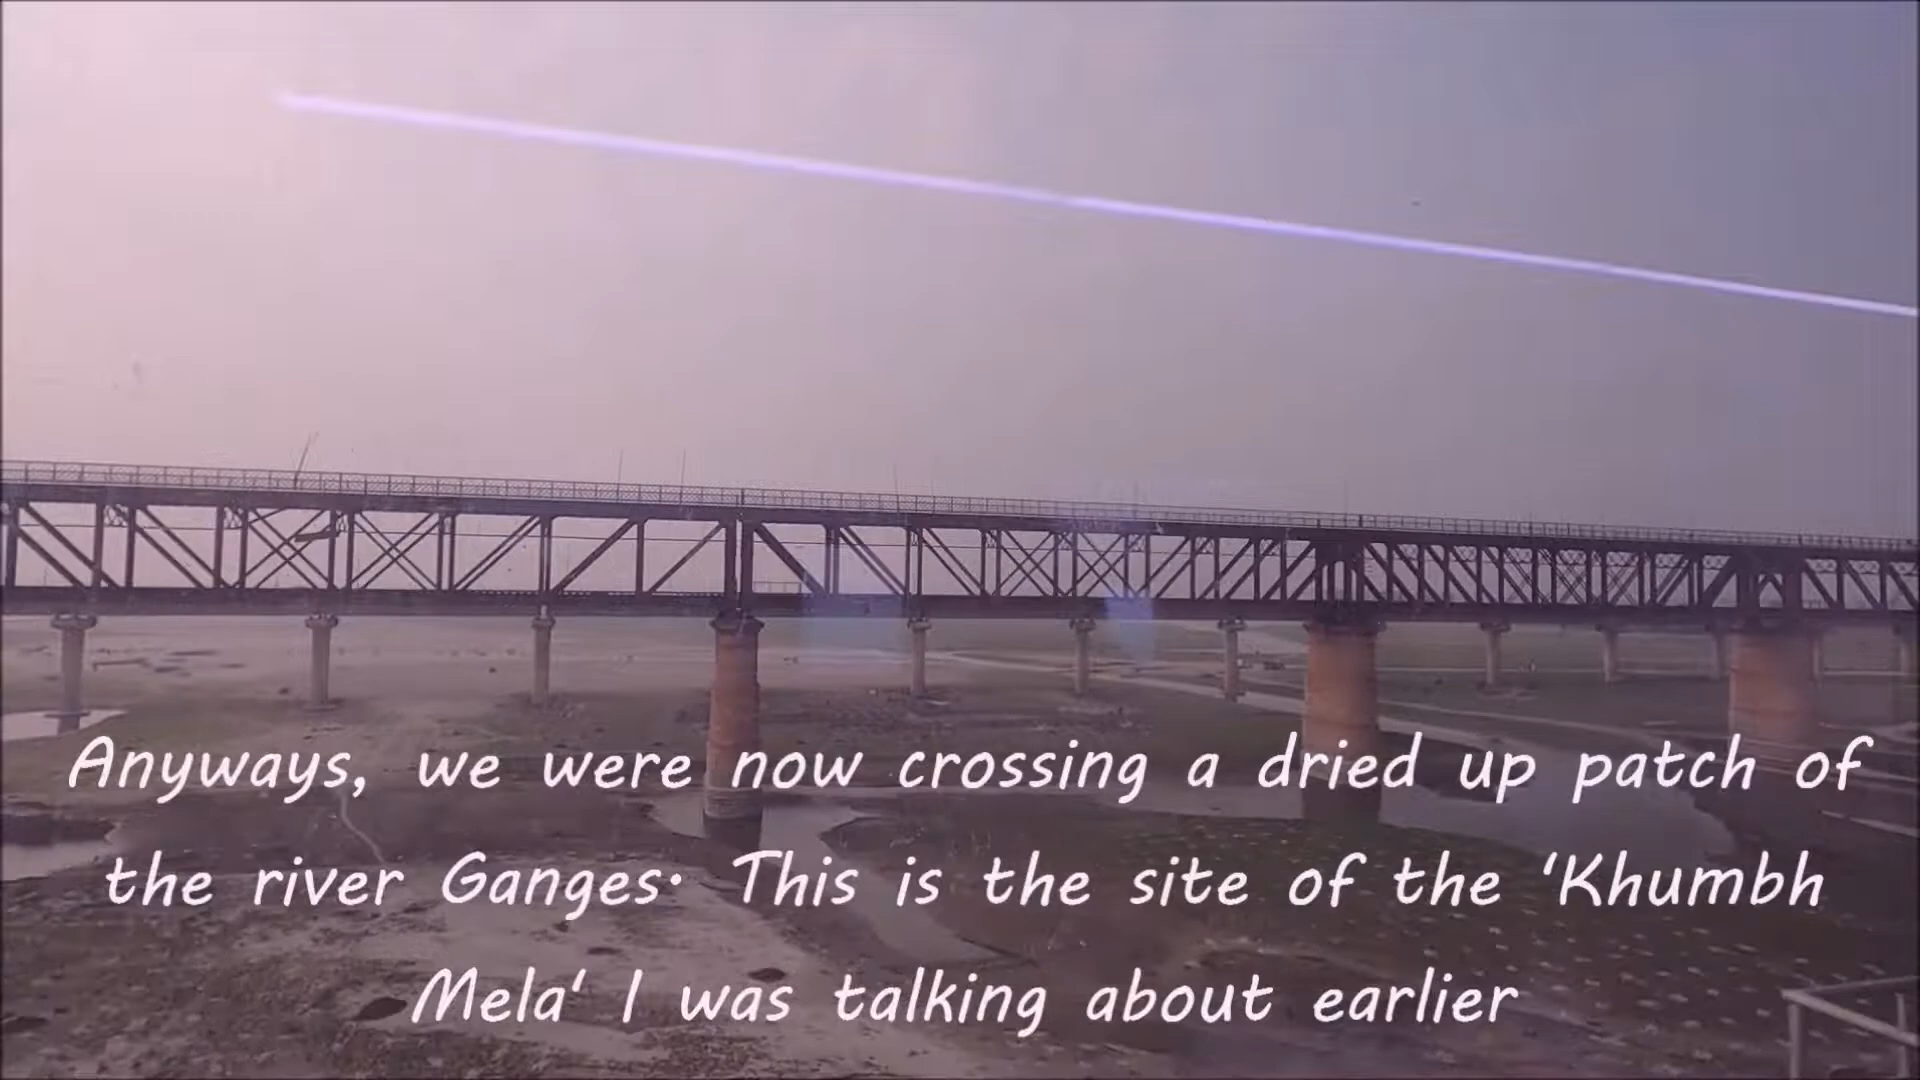 Anyways, we were now crossing a dried up patch of
the river Ganges. This is the site of the 'Khumbh
Mela' I was talking about earlier